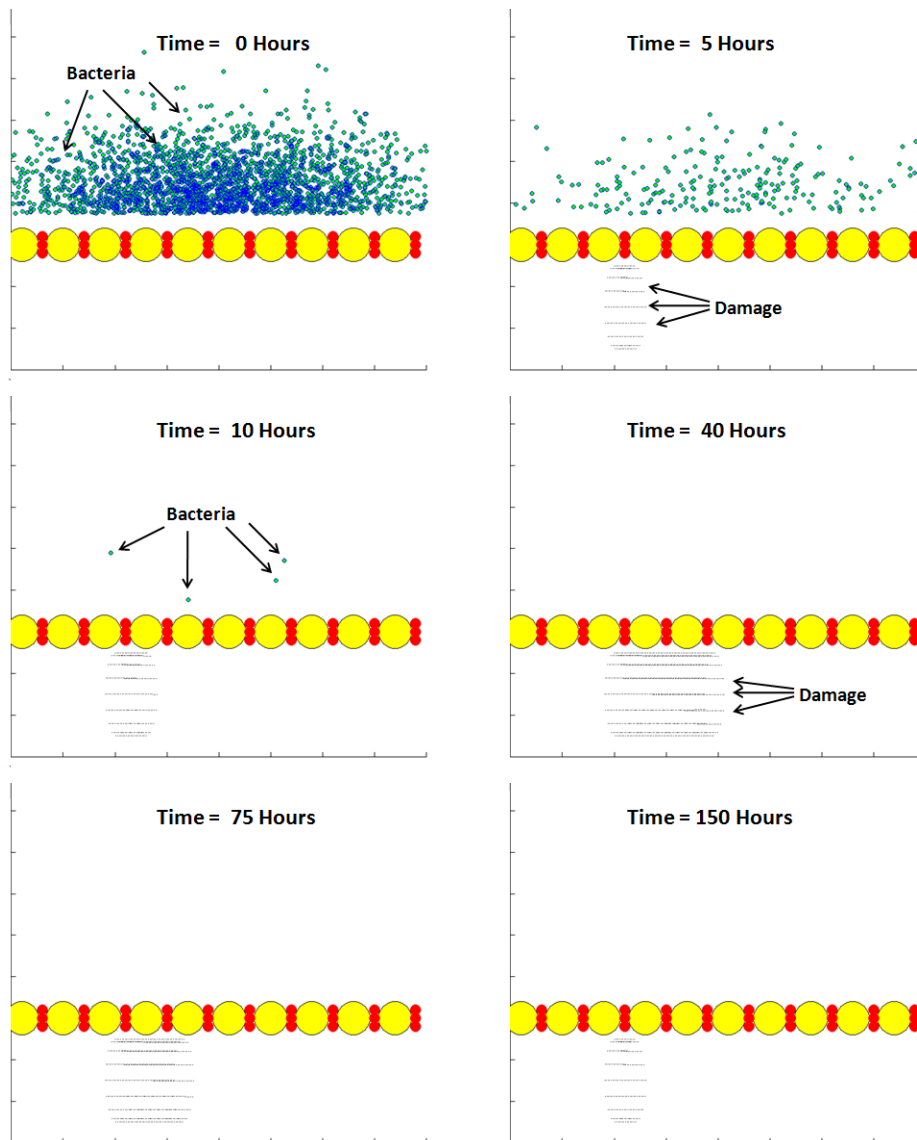 Time = 0 Hours
Bacteria
Time = 5 Hours
Damage
Time = 10 Hours
Bacteria
Time = 40 Hours
Damage
Time = 75 Hours
Time = 150 Hours